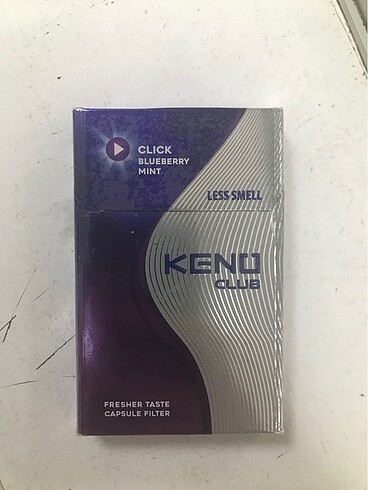 CLICK
BLUEBERRY
MINT
LESS SMELL
KENO
CLUB
FRESHER TASTE
CAPSULE FILTER